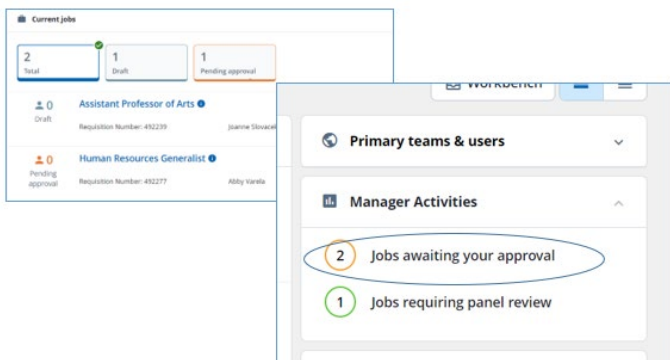 Current jobs
2
Total
1
Draft
1
Pending approval
0
Draft
Assistant Professor of Arts
Requisition Number: 492239
Joanne Slovacek
0
Pending approval
Human Resources Generalist
Requisition Number: 492277
Abby Varela
Workbench
Primary teams & users
Manager Activities
2 Jobs awaiting your approval
1 Jobs requiring panel review